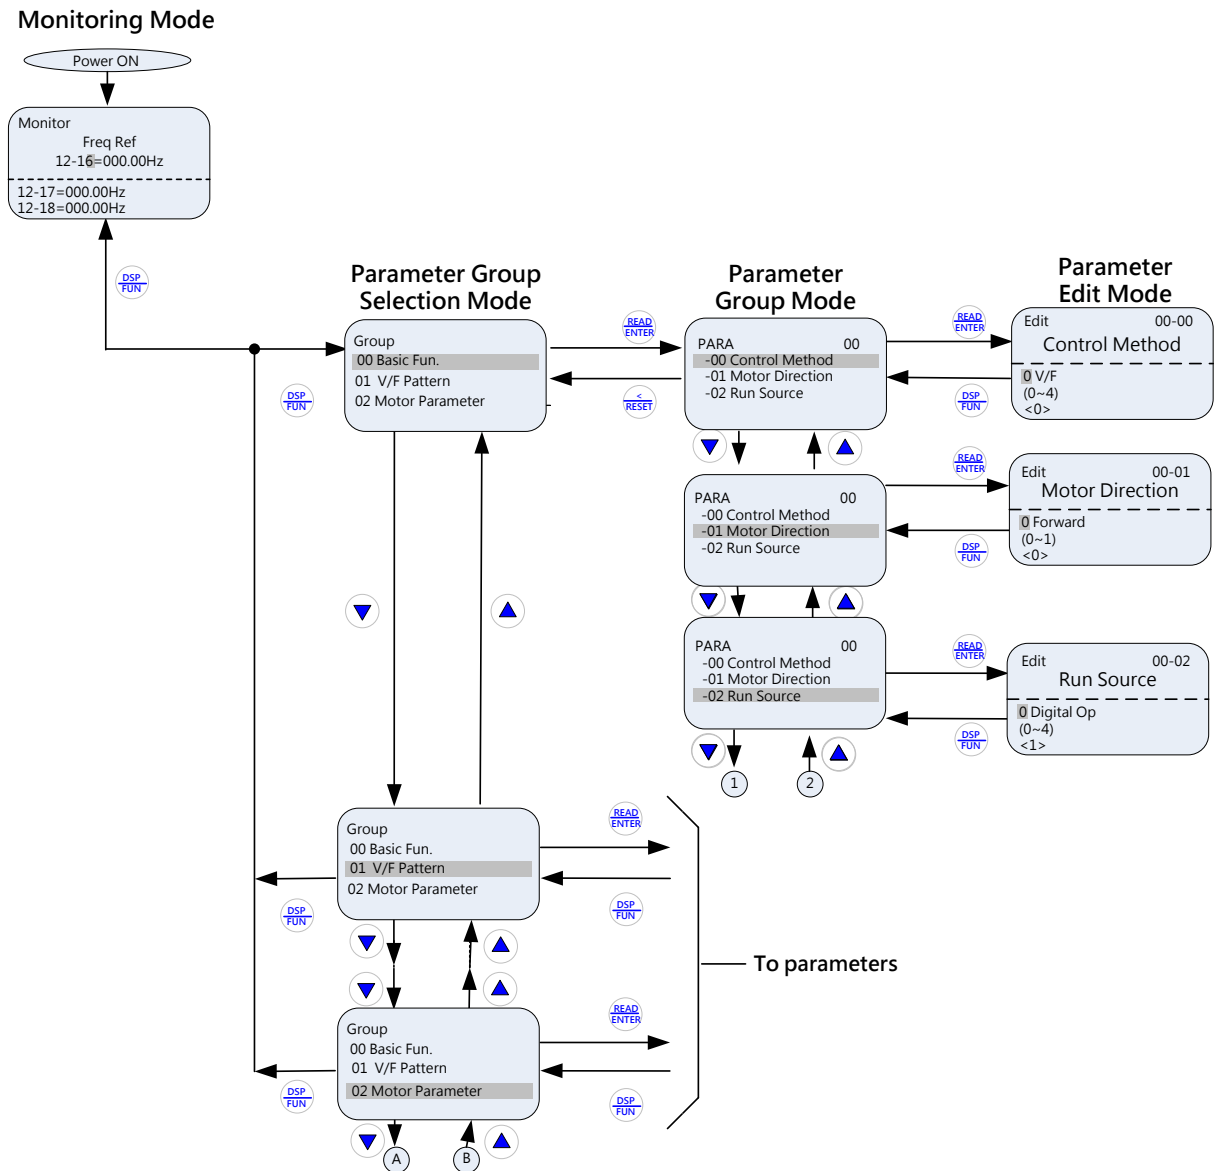 Monitoring Mode
Power ON
Monitor
Freq Ref
12-16=000.00Hz
12-17=000.00Hz
12-18=000.00Hz
DSP
FUN
Parameter Group
Selection Mode
Parameter
Group Mode
Parameter
Edit Mode
Group
00 Basic Fun.
01 V/F Pattern
02 Motor Parameter
DSP
FUN
READ
ENTER
<
RESET
PARA 00
-00 Control Method
-01 Motor Direction
-02 Run Source
READ
ENTER
DSP
FUN
Edit 00-00
Control Method
0 V/F
(0~4)
<0>
PARA 00
-00 Control Method
-01 Motor Direction
-02 Run Source
READ
ENTER
DSP
FUN
Edit 00-01
Motor Direction
0 Forward
(0~1)
<0>
PARA 00
-00 Control Method
-01 Motor Direction
-02 Run Source
READ
ENTER
DSP
FUN
Edit 00-02
Run Source
0 Digital Op
(0~4)
<1>
1
2
Group
00 Basic Fun.
01 V/F Pattern
02 Motor Parameter
DSP
FUN
READ
ENTER
DSP
FUN
To parameters
Group
00 Basic Fun.
01 V/F Pattern
02 Motor Parameter
DSP
FUN
READ
ENTER
DSP
FUN
A
B